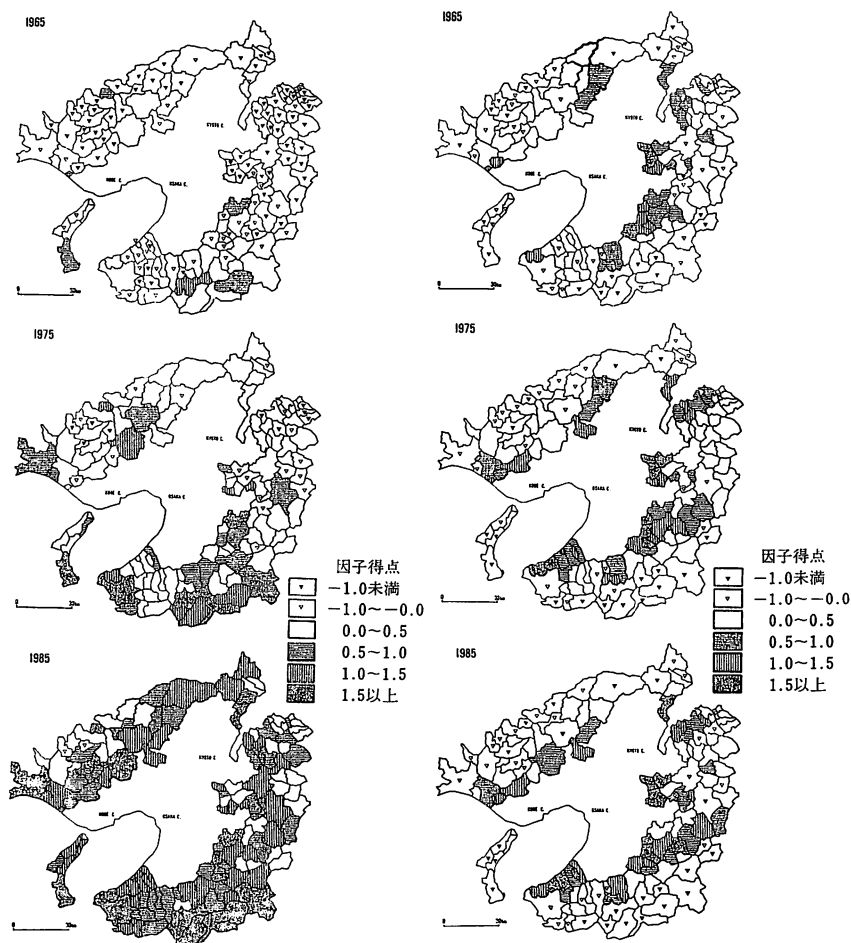 1965
KYOTO C.
KOBE C.
OSAKA C.
1975
KYOTO C.
KOBE C.
OSAKA C.
因子得点
－1.0未満
－1.0～－0.0
0.0～0.5
0.5～1.0
1.0～1.5
1.5以上
1985
KYOTO C.
KOBE C.
OSAKA C.
1965
KYOTO C.
KOBE C.
OSAKA C.
1975
KYOTO C.
KOBE C.
OSAKA C.
因子得点
－1.0未満
－1.0～－0.0
0.0～0.5
0.5～1.0
1.0～1.5
1.5以上
1985
KYOTO C.
KOBE C.
OSAKA C.